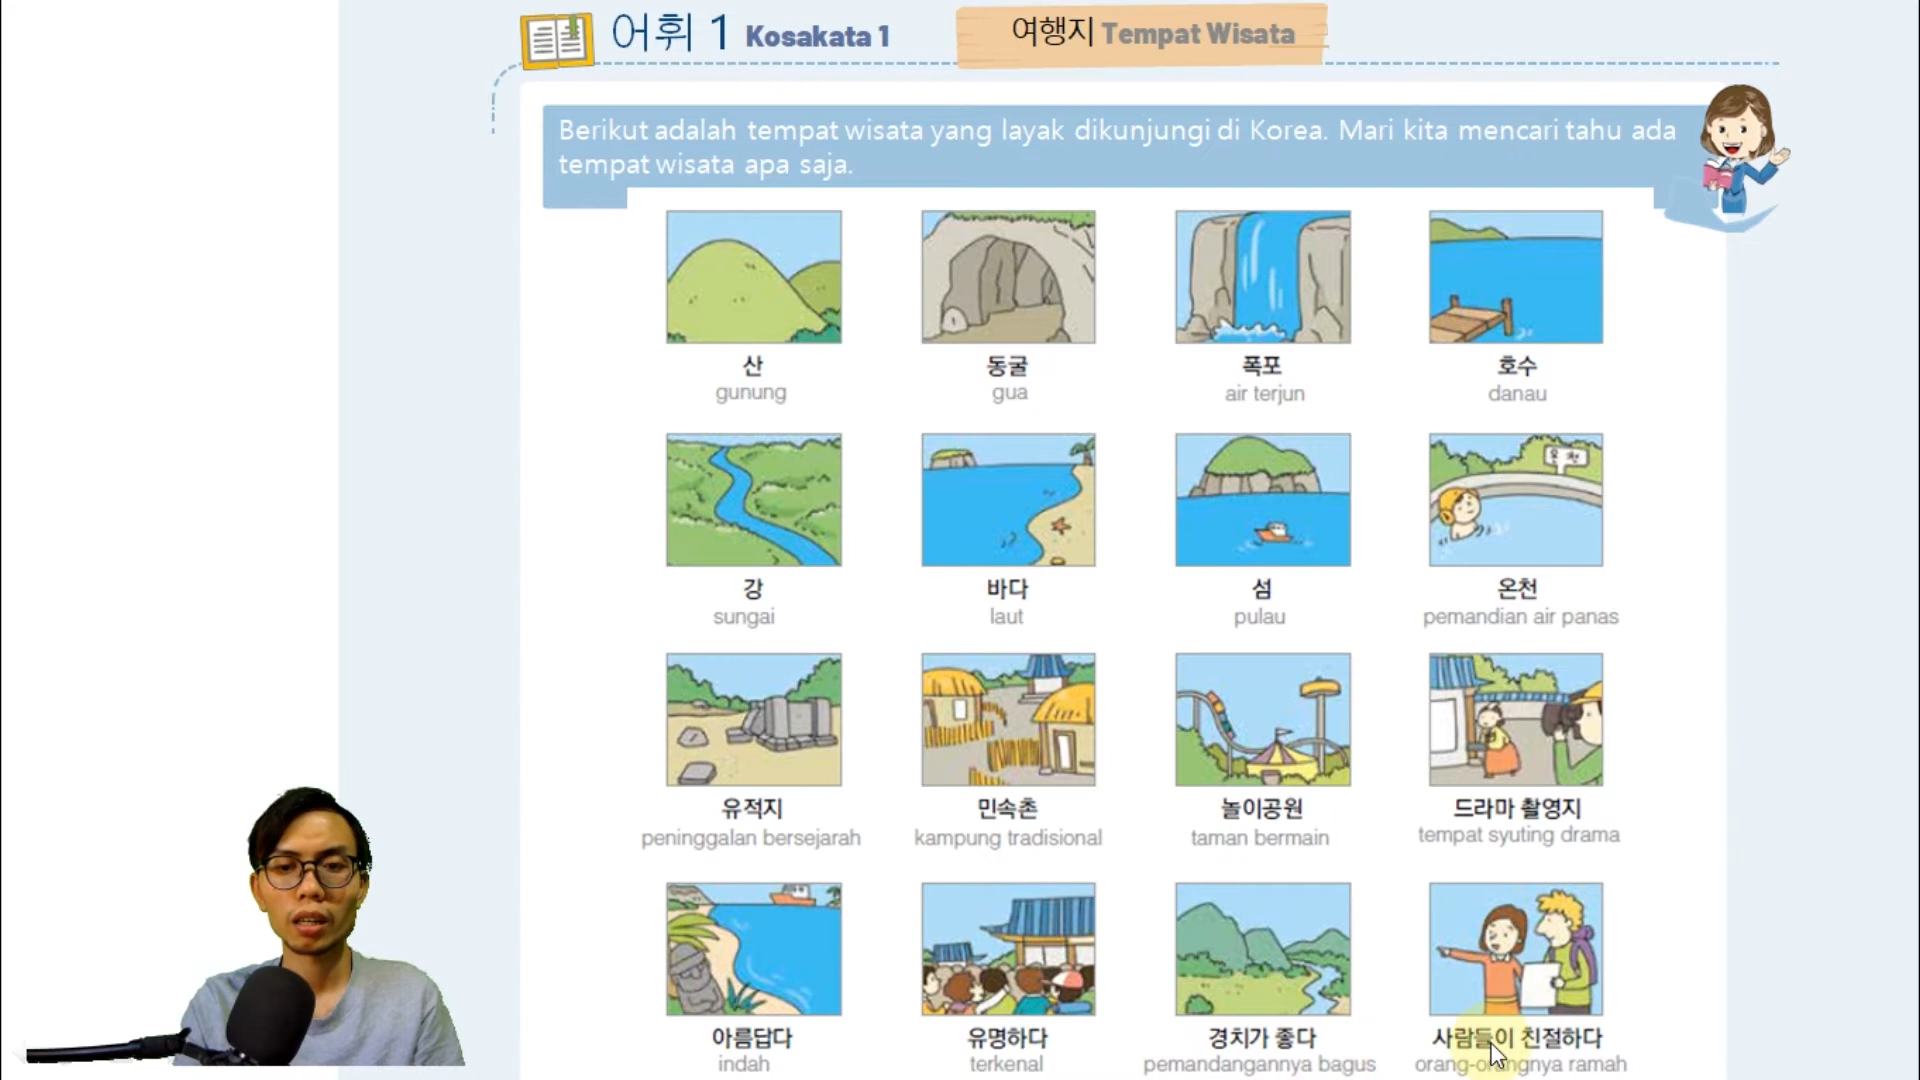 어휘 1 Kosakata 1
여행지 Tempat Wisata
Berikut adalah tempat wisata yang layak dikunjungi di Korea. Mari kita mencari tahu ada
tempat wisata apa saja.
산
gunung
동굴
gua
폭포
air terjun
호수
danau
온천
강
sungai
바다
laut
섬
pulau
온천
pemandian air panas
유적지
peninggalan bersejarah
민속촌
kampung tradisional
놀이공원
taman bermain
드라마 촬영지
tempat syuting drama
아름답다
indah
유명하다
terkenal
경치가 좋다
pemandangannya bagus
사람들이 친절하다
orang-orangnya ramah